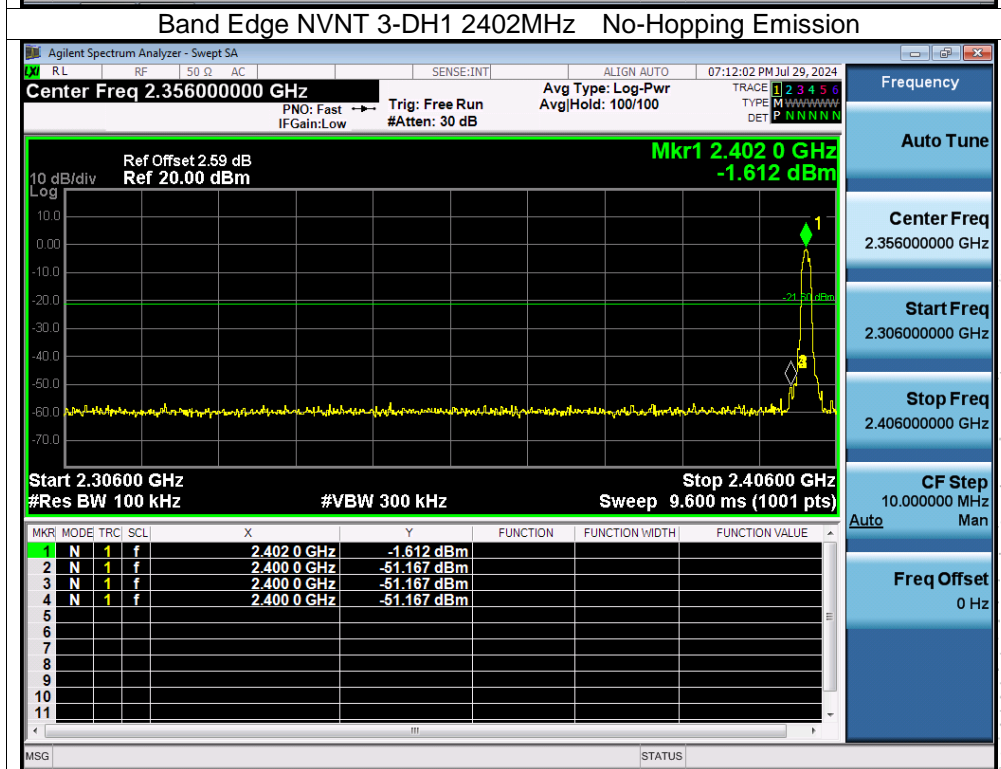 Band Edge NVNT 3-DH1 2402MHz No-Hopping Emission
Agilent Spectrum Analyzer - Swept SA
LXI RL RF 50 Ω AC SENSE:INT ALIGN AUTO 07:12:02 PM Jul 29, 2024
Center Freq 2.356000000 GHz
PNO: Fast
IFGain:Low
Trig: Free Run
#Atten: 30 dB
Avg Type: Log-Pwr
Avg|Hold: 100/100
TRACE 1 2 3 4 5 6
TYPE M WWWWW
DET P N N N N N
Frequency
Auto Tune
Center Freq
2.356000000 GHz
Start Freq
2.306000000 GHz
Stop Freq
2.406000000 GHz
CF Step
10.000000 MHz
Auto Man
Freq Offset
0 Hz
Mkr1 2.402 0 GHz
-1.612 dBm
Ref Offset 2.59 dB
10 dB/div Ref 20.00 dBm
Log
10.0
0.00
-10.0
-20.0
-30.0
-40.0
-50.0
-60.0
-70.0
1
Start 2.30600 GHz Stop 2.40600 GHz
#Res BW 100 kHz #VBW 300 kHz Sweep 9.600 ms (1001 pts)
MKR MODE TRC SCL X Y FUNCTION FUNCTION WIDTH FUNCTION VALUE
1 N 1 f 2.402 0 GHz -1.612 dBm
2 N 1 f 2.400 0 GHz -51.167 dBm
3 N 1 f 2.400 0 GHz -51.167 dBm
4 N 1 f 2.400 0 GHz -51.167 dBm
5
6
7
8
9
10
11
MSG STATUS